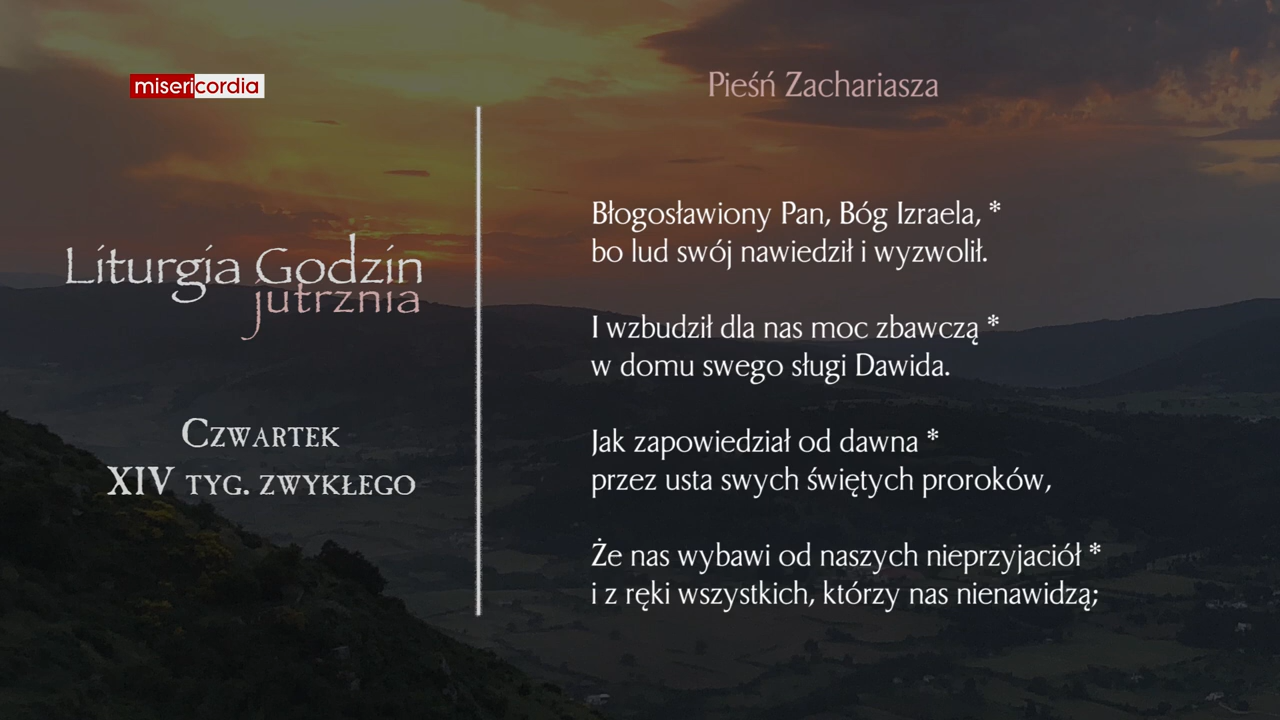 misericordia
Liturgia Godzin
jutrznia
Czwartek
XIV tyg. zwykłego
Pieśń Zachariasza
Błogosławiony Pan, Bóg Izraela, *
bo lud swój nawiedził i wyzwolił.
I wzbudził dla nas moc zbawczą *
w domu swego sługi Dawida.
Jak zapowiedział od dawna *
przez usta swych świętych proroków,
Że nas wybawi od naszych nieprzyjaciół *
i z ręki wszystkich, którzy nas nienawidzą;